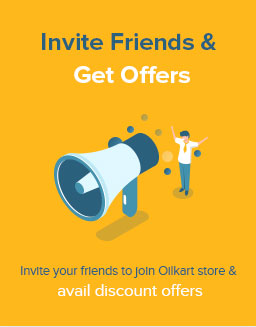 Invite Friends &
Get Offers
Invite your friends to join Oilkart store &
avail discount offers